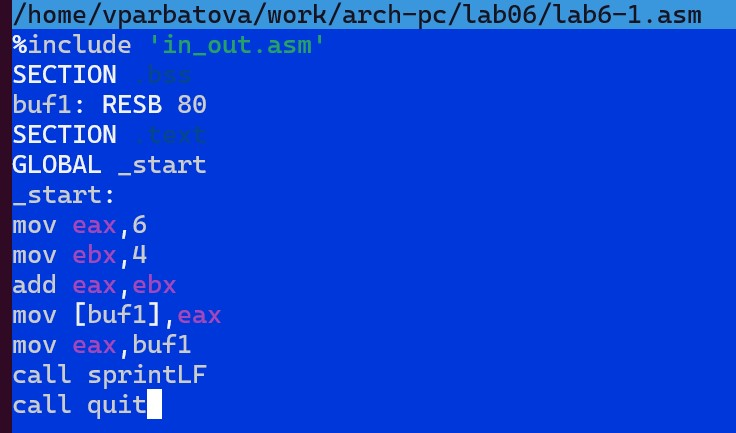 /home/vparbatova/work/arch-pc/lab06/lab6-1.asm
%include 'in_out.asm'
SECTION .bss
buf1: RESB 80
SECTION .text
GLOBAL _start
_start:
mov eax,6
mov ebx,4
add eax,ebx
mov [buf1],eax
mov eax,buf1
call sprintLF
call quit